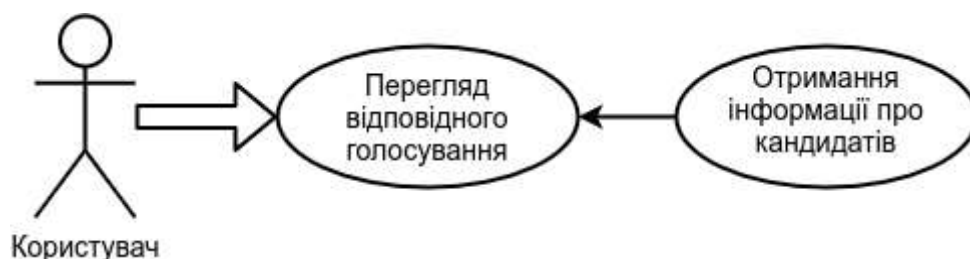 Перегляд
відповідного
голосування
Отримання
інформації про
кандидатів
Користувач